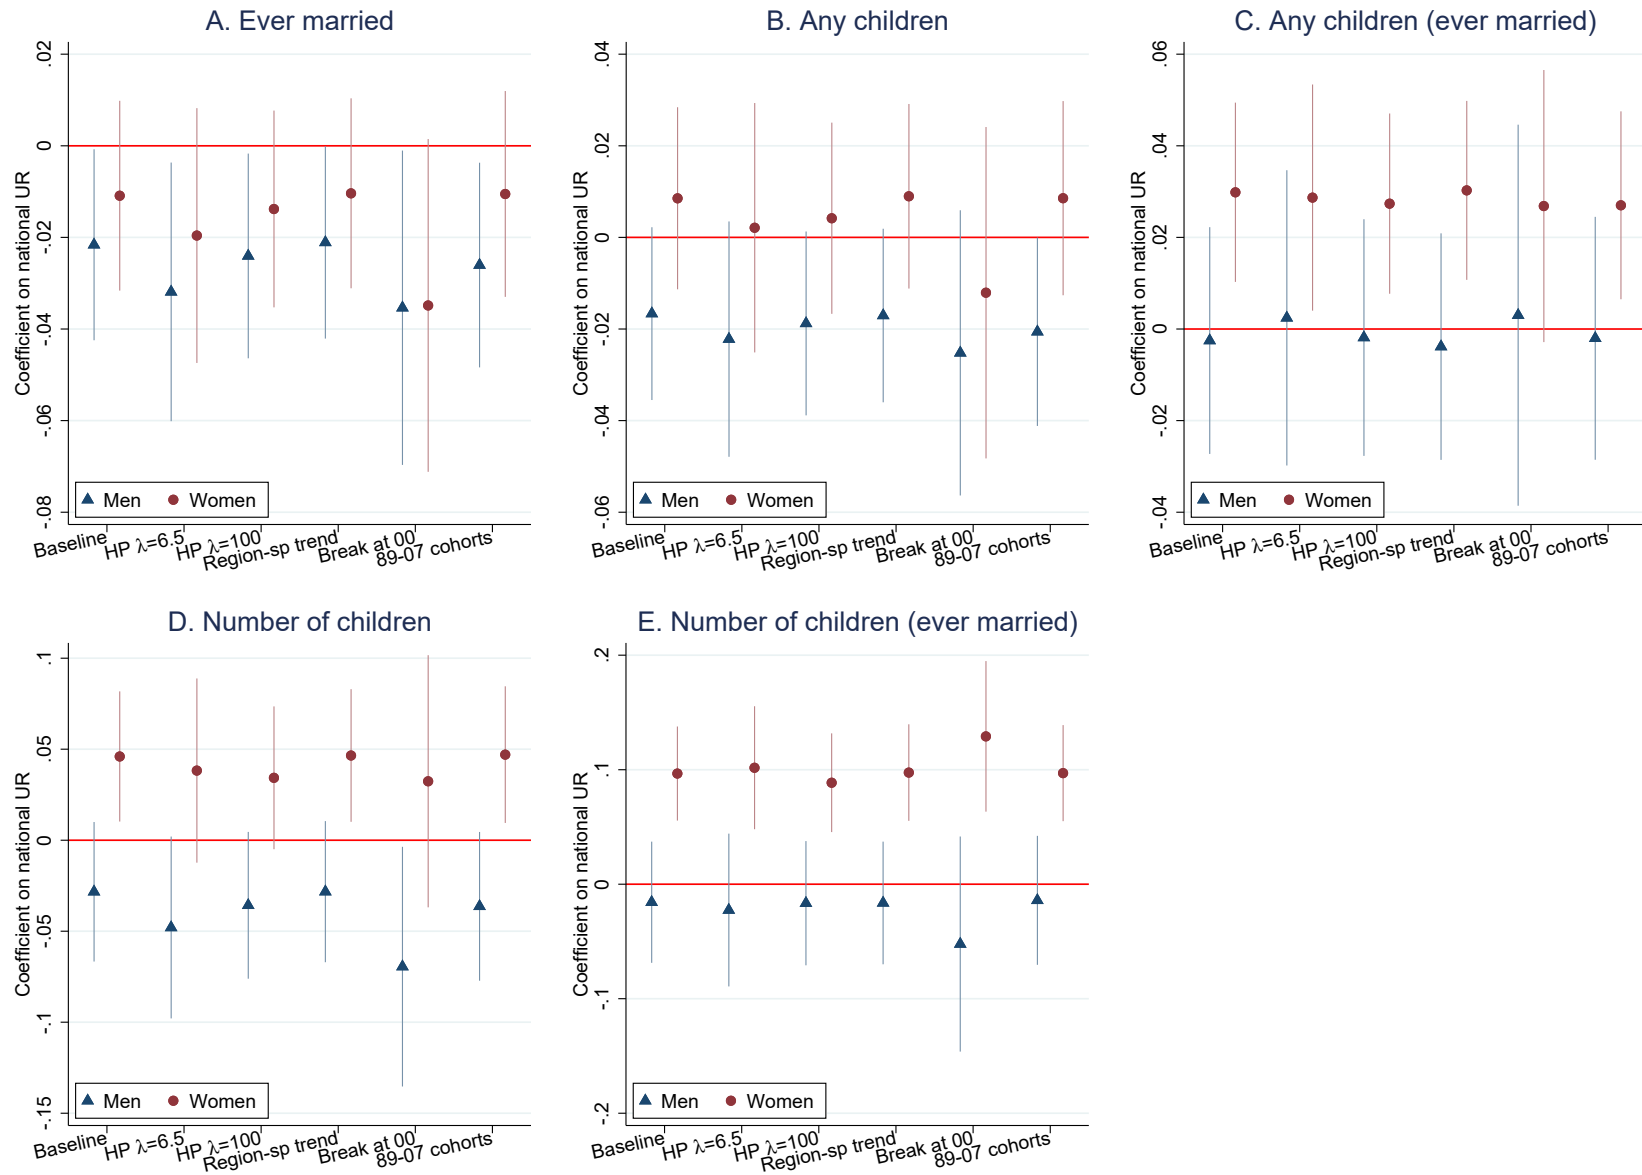 A. Ever married
Coefficient on national UR
.02
0
-.02
-.04
-.06
-.08
Men
Women
Baseline
HP λ=6.5
HP λ=100
Region-sp trend
Break at 00
89-07 cohorts
B. Any children
Coefficient on national UR
.04
.02
0
-.02
-.04
-.06
Men
Women
Baseline
HP λ=6.5
HP λ=100
Region-sp trend
Break at 00
89-07 cohorts
C. Any children (ever married)
Coefficient on national UR
.06
.04
.02
0
-.02
-.04
Men
Women
Baseline
HP λ=6.5
HP λ=100
Region-sp trend
Break at 00
89-07 cohorts
D. Number of children
Coefficient on national UR
.1
.05
0
-.05
-.1
-.15
Men
Women
Baseline
HP λ=6.5
HP λ=100
Region-sp trend
Break at 00
89-07 cohorts
E. Number of children (ever married)
Coefficient on national UR
.2
.1
0
-.1
-.2
Men
Women
Baseline
HP λ=6.5
HP λ=100
Region-sp trend
Break at 00
89-07 cohorts